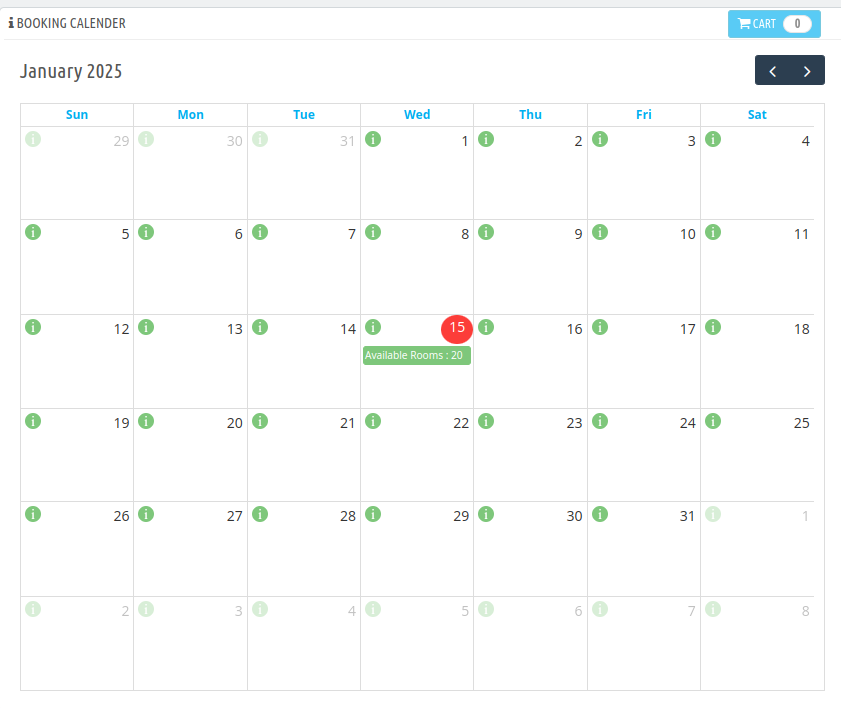 BOOKING CALENDER
CART 0
January 2025
Sun Mon Tue Wed Thu Fri Sat
29 30 31 1 2 3 4
5 6 7 8 9 10 11
12 13 14 15 16 17 18
Available Rooms : 20
19 20 21 22 23 24 25
26 27 28 29 30 31 1
2 3 4 5 6 7 8